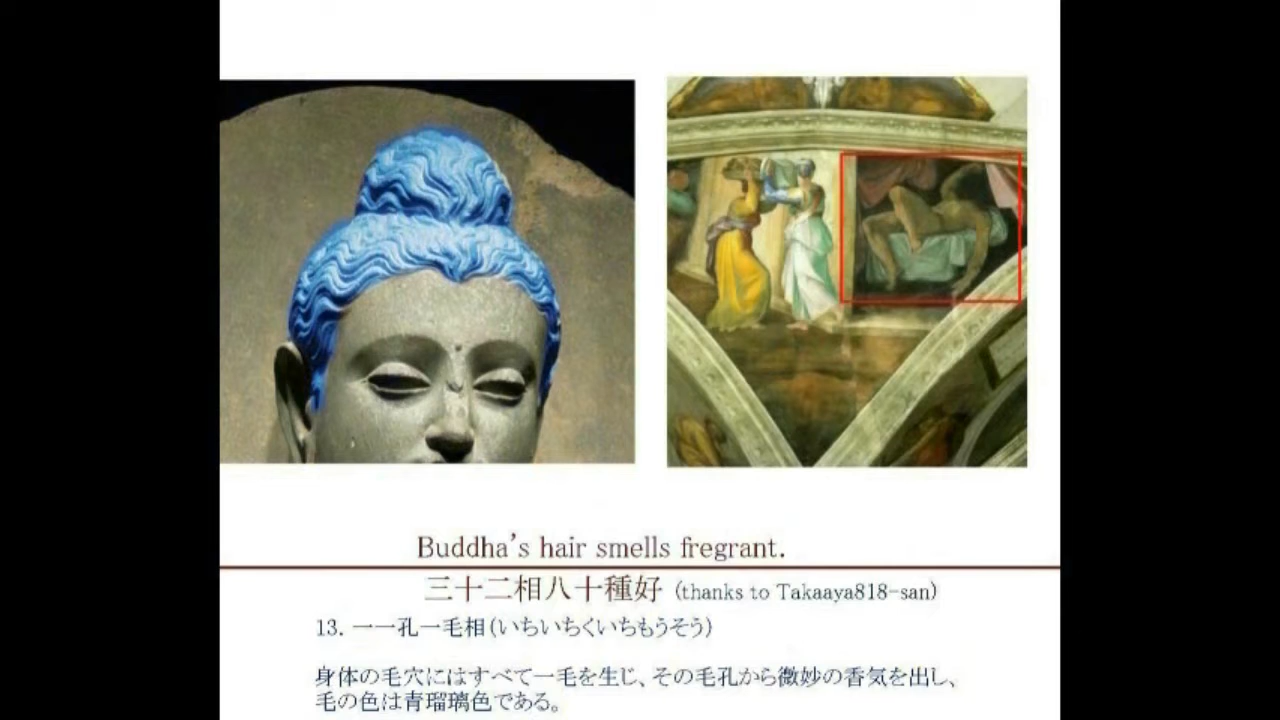 Buddha's hair smells fregrant.
三十二相八十種好 (thanks to Takaaya818-san)
13. 一一孔一毛相(いちいちくいちもうそう)
身体の毛穴にはすべて一毛を生じ、その毛孔から微妙の香気を出し、
毛の色は青瑠璃色である。